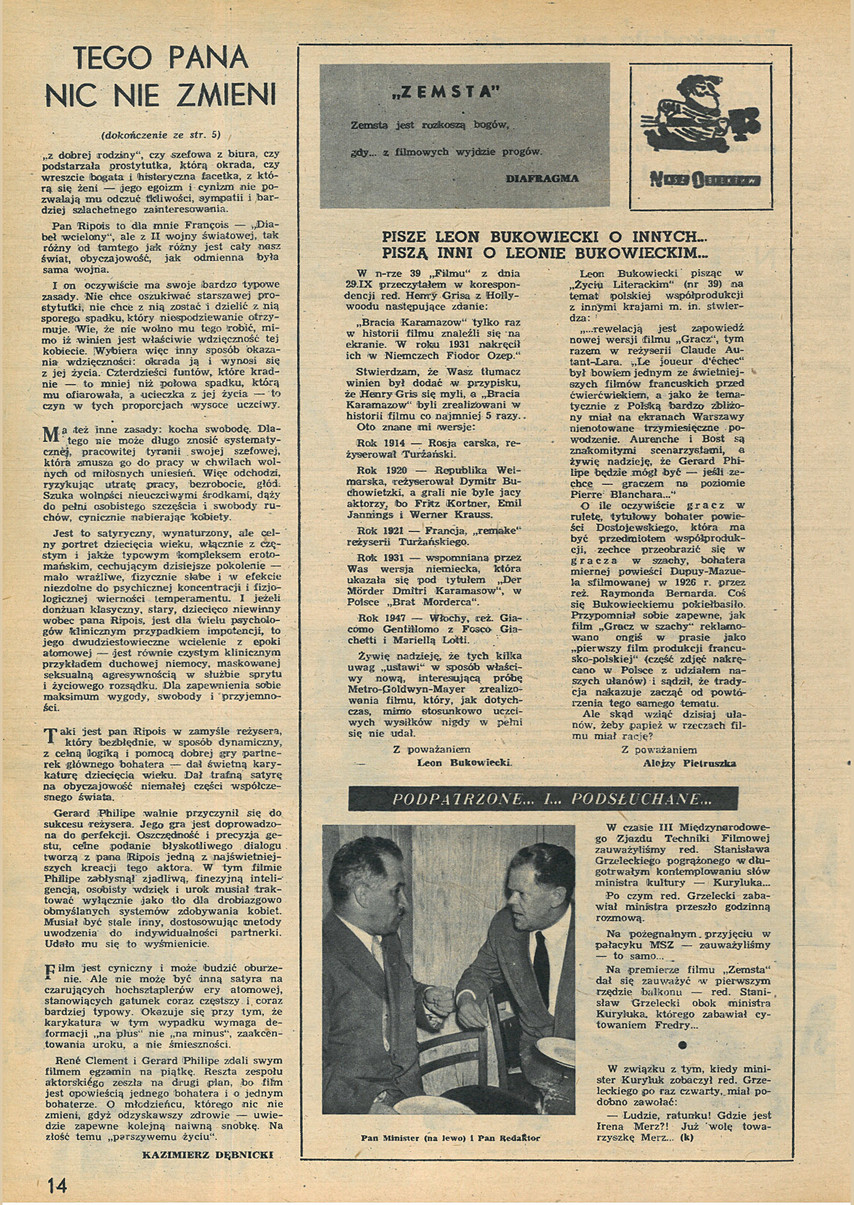 TEGO PANA
NIC NIE ZMIENI
(dokończenie ze str. 5)
„z dobrej rodziny”, czy szefowa z biura, czy
podstarzała prostytutka, którą okrada, czy
wreszcie bogata i histeryczna facetka, z któ-
rą się żeni — jego egoizm i cynizm nie po-
zwalają mu odczuć tkliwości, sympatii i bar-
dziej szlachetnego zainteresowania.
Pan Ripois to dla mnie François — „Dia-
beł wcielony”, ale z II wojny światowej, tak
różny od tamtego jak różny jest cały nasz
świat, obyczajowość, jak odmienna była
sama wojna.
I on oczywiście ma swoje bardzo typowe
zasady. Nie chce oszukiwać starszawej pro-
stytutki, nie chce z nią zostać i dzielić z nią
sporego spadku, który niespodziewanie otrzy-
muje. Wie, że nie wolno mu tego robić, mi-
mo iż winien jest właściwie wdzięczność tej
kobiecie. Wybiera więc inny sposób okaza-
nia wdzięczności: okrada ją i wynosi się
z jej życia. Czterdzieści funtów, które krad-
nie — to mniej niż połowa spadku, którą
mu ofiarowała, a ucieczka z jej życia — to
czyn w tych proporcjach wysoce uczciwy.
Ma też inne zasady: kocha swobodę. Dla-
tego nie może długo znosić systematy-
cznej, pracowitej tyranii swojej szefowej,
która zmusza go do pracy w chwilach wol-
nych od miłosnych uniesień. Więc odchodzi,
ryzykując utratę pracy, bezrobocie, głód.
Szuka wolności nieuczciwymi środkami, dąży
do pełni osobistego szczęścia i swobody ru-
chów, cynicznie nabierając kobiety.
Jest to satyryczny, wynaturzony, ale cel-
ny portret dziecięcia wieku, włącznie z czę-
stym i jakże typowym kompleksem eroto-
mańskim, cechującym dzisiejsze pokolenie —
mało wrażliwe, fizycznie słabe i w efekcie
niezdolne do psychicznej koncentracji i fizjo-
logicznej wierności temperamentu. I jeżeli
donżuan klasyczny, stary, dziecięco niewinny
wobec pana Ripois, jest dla wielu psycholo-
gów klinicznym przypadkiem impotencji, to
jego dwudziestowieczne wcielenie z epoki
atomowej — jest równie czystym klinicznym
przykładem duchowej niemocy, maskowanej
seksualną agresywnością w służbie sprytu
i życiowego rozsądku. Dla zapewnienia sobie
maksimum wygody, swobody i przyjemno-
ści.
Taki jest pan Ripois w zamyśle reżysera,
który bezbłędnie, w sposób dynamiczny,
z celną logiką i pomocą dobrej gry partne-
rek głównego bohatera — dał świetną kary-
katurę dziecięcia wieku. Dał trafną satyrę
na obyczajowość niemałej części współcze-
snego świata.
Gerard Philipe walnie przyczynił się do
sukcesu reżysera. Jego gra jest doprowadzo-
na do perfekcji. Oszczędność i precyzja ge-
stu, celne podanie błyskotliwego dialogu
tworzą z pana Ripois jedną z najświetniej-
szych kreacji tego aktora. W tym filmie
Philipe zabłysnął zjadliwą, finezyjną inteli-
gencją, osobisty wdzięk i urok musiał trak-
tować wyłącznie jako tło dla drobiazgowo
obmyślanych systemów zdobywania kobiet.
Musiał być stale inny, dostosowując metody
uwodzenia do indywidualności partnerki.
Udało mu się to wyśmienicie.
Film jest cyniczny i może budzić oburze-
nie. Ale nie może być inną satyra na
czarujących hochsztaplerów ery atomowej,
stanowiących gatunek coraz częstszy i coraz
bardziej typowy. Okazuje się przy tym, że
karykatura w tym wypadku wymaga de-
formacji „na plus” nie „na minus”, zaakcen-
towania uroku, a nie śmieszności.
René Clement i Gerard Philipe zdali swym
filmem egzamin na piątkę. Reszta zespołu
aktorskiego zeszła na drugi plan, bo film
jest opowieścią jednego bohatera i o jednym
bohaterze. O młodzieńcu, którego nic nie
zmieni, gdyż odzyskawszy zdrowie — uwie-
dzie zapewne kolejną naiwną snobkę. Na
złość temu „parszywemu życiu”.
KAZIMIERZ DĘBNICKI
14
„ZEMSTA”
Zemsta jest rozkoszą bogów,
gdy... z filmowych wyjdzie progów.
DIAFRAGMA
NASZ OBIEKTYW
PISZE LEON BUKOWIECKI O INNYCH...
PISZĄ INNI O LEONIE BUKOWIECKIM...
W n-rze 39 „Filmu” z dnia
29.IX przeczytałem w korespon-
dencji red. Henry Grisa z Holly-
woodu następujące zdanie:
„Bracia Karamazow” tylko raz
w historii filmu znaleźli się na
ekranie. W roku 1931 nakręcił
ich w Niemczech Fiodor Ozep.”
Stwierdzam, że Wasz tłumacz
winien był dodać w przypisku,
że Henry Gris się myli, a „Bracia
Karamazow” byli zrealizowani w
historii filmu co najmniej 5 razy..
Oto znane mi wersje:
Rok 1914 — Rosja carska, re-
żyserował Turżański.
Rok 1920 — Republika Wei-
marska, reżyserował Dymitr Bu-
chowietzki, a grali nie byle jacy
aktorzy, bo Fritz Kortner, Emil
Jannings i Werner Krauss.
Rok 1921 — Francja, „remake”
reżyserii Turżańskiego.
Rok 1931 — wspomniana przez
Was wersja niemiecka, która
ukazała się pod tytułem „Der
Mörder Dmitri Karamasow”, w
Polsce „Brat Morderca”.
Rok 1947 — Włochy, reż. Gia-
como Gentillomo z Fosco Gia-
chetti i Mariellą Lotti.
Żywię nadzieję, że tych kilka
uwag „ustawi” w sposób właści-
wy nową, interesującą próbę
Metro-Goldwyn-Mayer zrealizo-
wania filmu, który, jak dotych-
czas, mimo stosunkowo uczci-
wych wysiłków nigdy w pełni
się nie udał.
Z poważaniem
Leon Bukowiecki.
Leon Bukowiecki pisząc w
„Życiu Literackim” (nr 39) na
temat polskiej współprodukcji
z innymi krajami m. in. stwier-
dza:
„...rewelacją jest zapowiedź
nowej wersji filmu „Gracz”, tym
razem w reżyserii Claude Au-
tant-Lara. „Le joueur d'échec”
był bowiem jednym ze świetniej-
szych filmów francuskich przed
ćwierćwiekiem, a jako że tema-
tycznie z Polską bardzo zbliżo-
ny miał na ekranach Warszawy
nienotowane trzymiesięczne po-
wodzenie. Aurenche i Bost są
znakomitymi scenarzystami, a
żywię nadzieję, że Gerard Phi-
lipe będzie mógł być — jeśli ze-
chce — graczem na poziomie
Pierre Blanchara...”
O ile oczywiście gracz w
ruletę, tytułowy bohater powie-
ści Dostojewskiego, która ma
być przedmiotem współproduk-
cji, zechce przeobrazić się w
gracza w szachy, bohatera
miernej powieści Dupuy-Mazue-
la sfilmowanej w 1926 r. przez
reż. Raymonda Bernarda. Coś
się Bukowieckiemu pokiełbasiło.
Przypomniał sobie zapewne, jak
film „Gracz w szachy” reklamo-
wano ongiś w prasie jako
„pierwszy film produkcji francu-
sko-polskiej” (część zdjęć nakrę-
cano w Polsce z udziałem na-
szych ułanów) i sądził, że trady-
cja nakazuje zacząć od powtó-
rzenia tego samego tematu.
Ale skąd wziąć dzisiaj uła-
nów, żeby papież w rzeczach fil-
mu miał rację?
Z poważaniem
Alojzy Pietruszka
PODPATRZONE... I... PODSŁUCHANE...
Pan Minister (na lewo) i Pan Redaktor
W czasie III Międzynarodowe-
go Zjazdu Techniki Filmowej
zauważyliśmy red. Stanisława
Grzeleckiego pogrążonego w dłu-
gotrwałym kontemplowaniu słów
ministra kultury — Kuryluka...
Po czym red. Grzelecki zaba-
wiał ministra przeszło godzinną
rozmową.
Na pożegnalnym przyjęciu w
pałacyku MSZ — zauważyliśmy
— to samo...
Na premierze filmu „Zemsta”
dał się zauważyć w pierwszym
rzędzie balkonu — red. Stani-
sław Grzelecki obok ministra
Kuryluka, którego zabawiał cy-
towaniem Fredry...
●
W związku z tym, kiedy mini-
ster Kuryluk zobaczył red. Grze-
leckiego po raz czwarty, miał po-
dobno zawołać:
— Ludzie, ratunku! Gdzie jest
Irena Merz?! Już wolę towa-
rzyszkę Merz... (k)